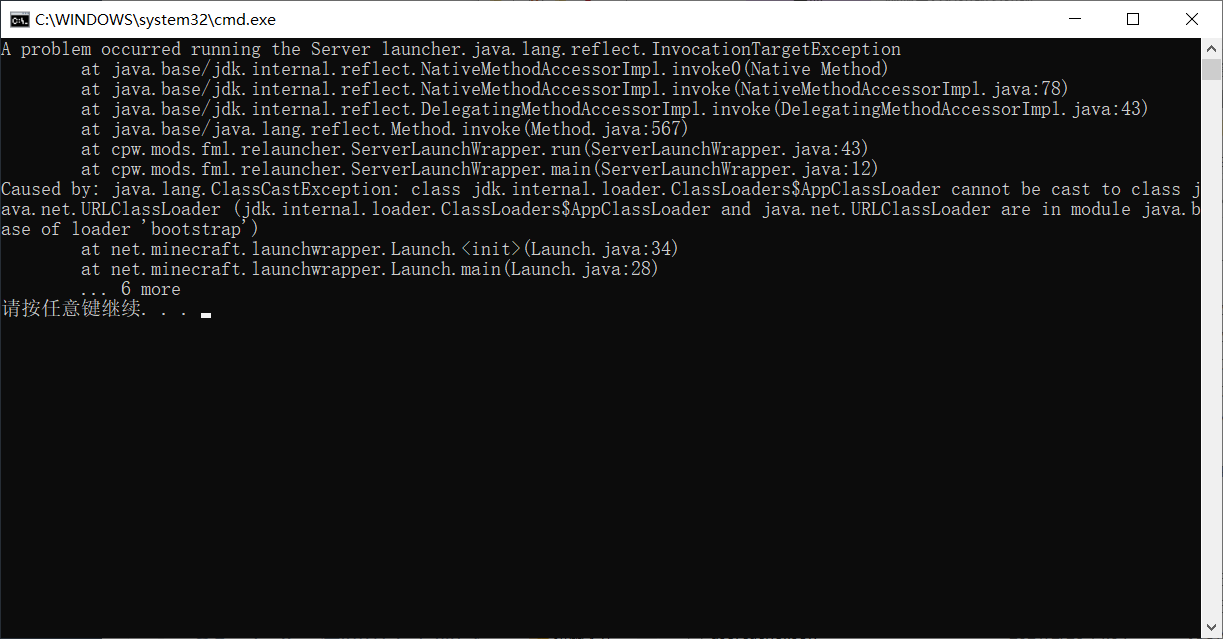 C:\WINDOWS\system32\cmd.exe
A problem occurred running the Server launcher.java.lang.reflect.InvocationTargetException
at java.base/jdk.internal.reflect.NativeMethodAccessorImpl.invoke0(Native Method)
at java.base/jdk.internal.reflect.NativeMethodAccessorImpl.invoke(NativeMethodAccessorImpl.java:78)
at java.base/jdk.internal.reflect.DelegatingMethodAccessorImpl.invoke(DelegatingMethodAccessorImpl.java:43)
at java.base/java.lang.reflect.Method.invoke(Method.java:567)
at cpw.mods.fml.relauncher.ServerLaunchWrapper.run(ServerLaunchWrapper.java:43)
at cpw.mods.fml.relauncher.ServerLaunchWrapper.main(ServerLaunchWrapper.java:12)
Caused by: java.lang.ClassCastException: class jdk.internal.loader.ClassLoaders$AppClassLoader cannot be cast to class j
ava.net.URLClassLoader (jdk.internal.loader.ClassLoaders$AppClassLoader and java.net.URLClassLoader are in module java.b
ase of loader 'bootstrap')
at net.minecraft.launchwrapper.Launch.<init>(Launch.java:34)
at net.minecraft.launchwrapper.Launch.main(Launch.java:28)
... 6 more
请按任意键继续. . .